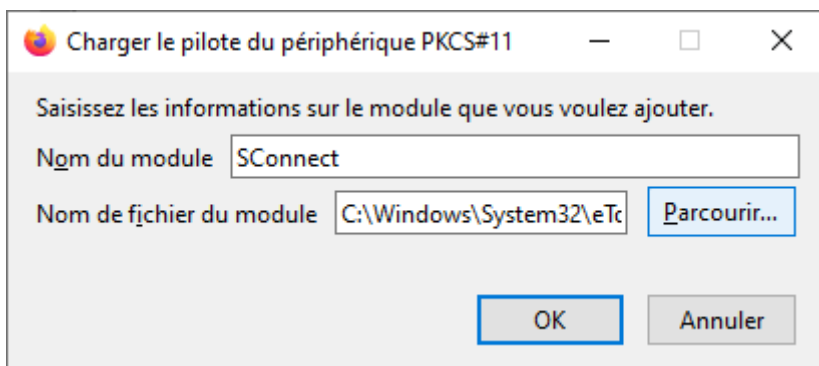 Charger le pilote du périphérique PKCS#11
Saisissez les informations sur le module que vous voulez ajouter.
Nom du module SConnect
Nom de fichier du module C:\Windows\System32\eTo Parcourir...
OK Annuler